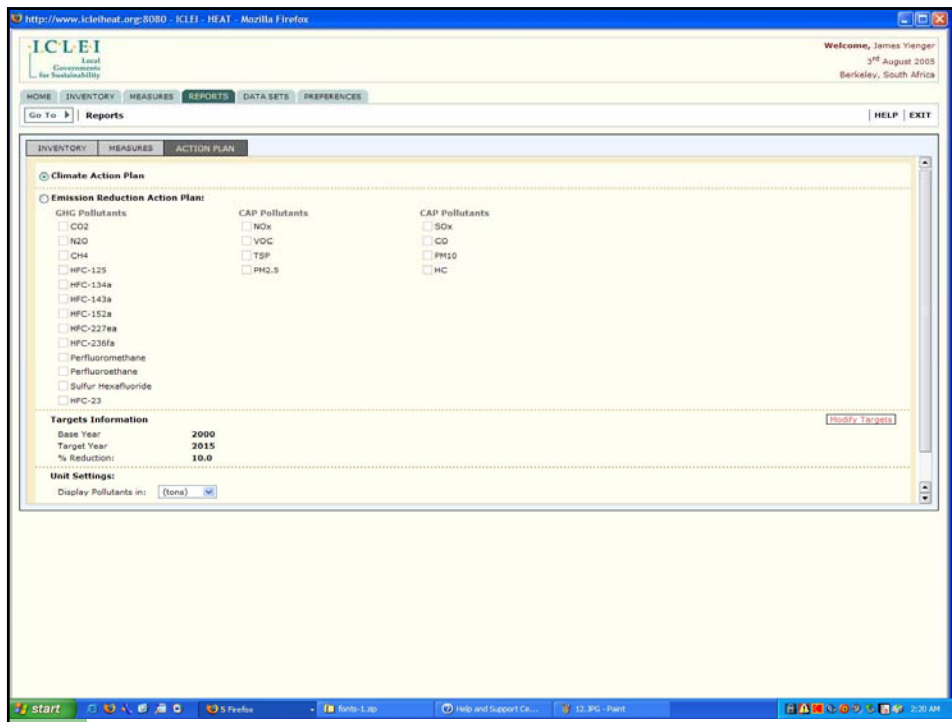 http://www.icleiheat.org:8080 - ICLEI - HEAT - Mozilla Firefox
I.C.L.E.I
Local
Governments
for Sustainability
Welcome, James Yienger
3rd August 2005
Berkeley, South Africa
HOME INVENTORY MEASURES REPORTS DATA SETS PREFERENCES
Go To Reports HELP EXIT
INVENTORY MEASURES ACTION PLAN
Climate Action Plan
Emission Reduction Action Plan:
GHG Pollutants CAP Pollutants CAP Pollutants
CO2 NOx SOx
N2O VOC CO
CH4 TSP PM10
HFC-125 PM2.5 HC
HFC-134a
HFC-143a
HFC-152a
HFC-227ea
HFC-236fa
Perfluoromethane
Perfluoroethane
Sulfur Hexafluoride
HFC-23
Targets Information Modify Targets
Base Year 2000
Target Year 2015
% Reduction: 10.0
Unit Settings:
Display Pollutants in: (tons)
start 5 Firefox fonts-1.zip Help and Support Ce... 12.JPG - Paint 2:20 AM